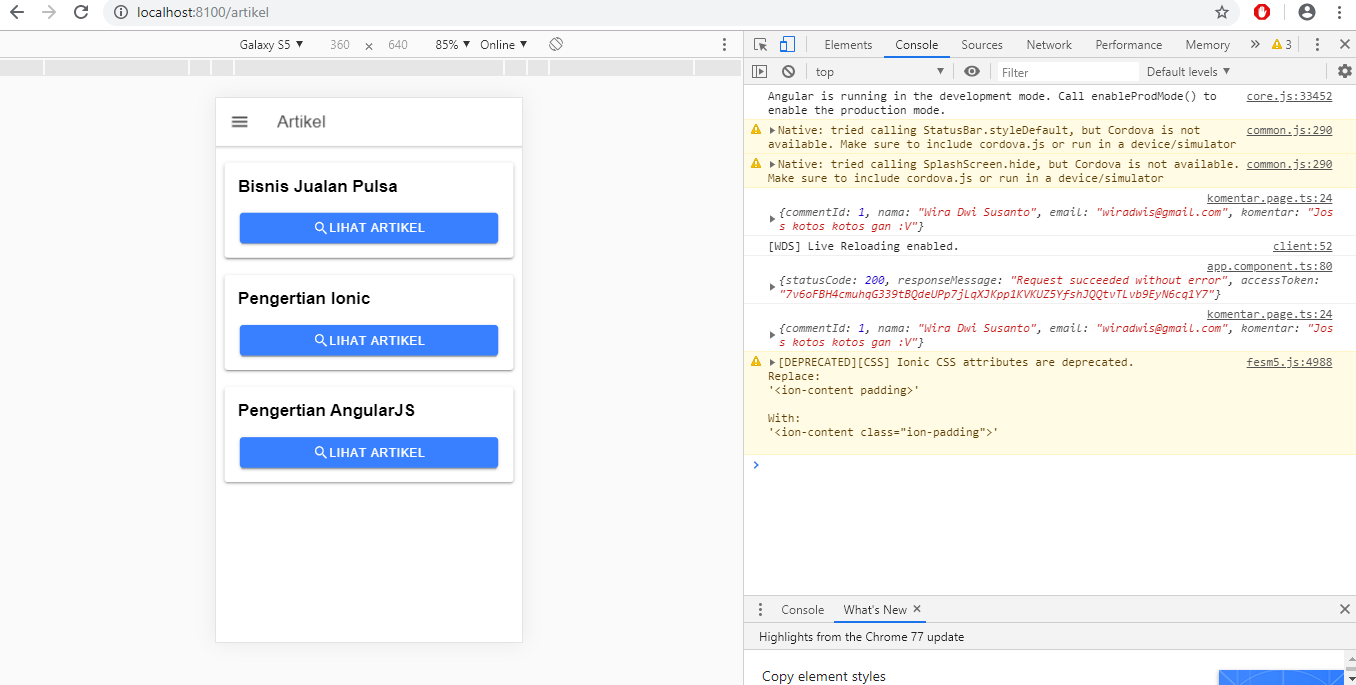 localhost:8100/artikel
Galaxy S5 ▼ 360 × 640 85% ▼ Online ▼
Elements Console Sources Network Performance Memory » 3
top ▼ Filter Default levels ▼
Artikel
Bisnis Jualan Pulsa
LIHAT ARTIKEL
Pengertian Ionic
LIHAT ARTIKEL
Pengertian AngularJS
LIHAT ARTIKEL
Angular is running in the development mode. Call enableProdMode() to core.js:33452
enable the production mode.
Native: tried calling StatusBar.styleDefault, but Cordova is not common.js:290
available. Make sure to include cordova.js or run in a device/simulator
Native: tried calling SplashScreen.hide, but Cordova is not available. common.js:290
Make sure to include cordova.js or run in a device/simulator
komentar.page.ts:24
{commentId: 1, nama: "Wira Dwi Susanto", email: "wiradwis@gmail.com", komentar: "Jos
s kotos kotos gan :V"}
[WDS] Live Reloading enabled. client:52
app.component.ts:80
{statusCode: 200, responseMessage: "Request succeeded without error", accessToken:
"7v6oFBH4cmuhqG339tBQdeUPp7jLqXJKpp1KVKUZ5YfshJQQtvTLvb9EyN6cq1Y7"}
komentar.page.ts:24
{commentId: 1, nama: "Wira Dwi Susanto", email: "wiradwis@gmail.com", komentar: "Jos
s kotos kotos gan :V"}
[DEPRECATED][CSS] Ionic CSS attributes are deprecated. fesm5.js:4988
Replace:
'<ion-content padding>'
With:
'<ion-content class="ion-padding">'
Console What's New ×
Highlights from the Chrome 77 update
Copy element styles